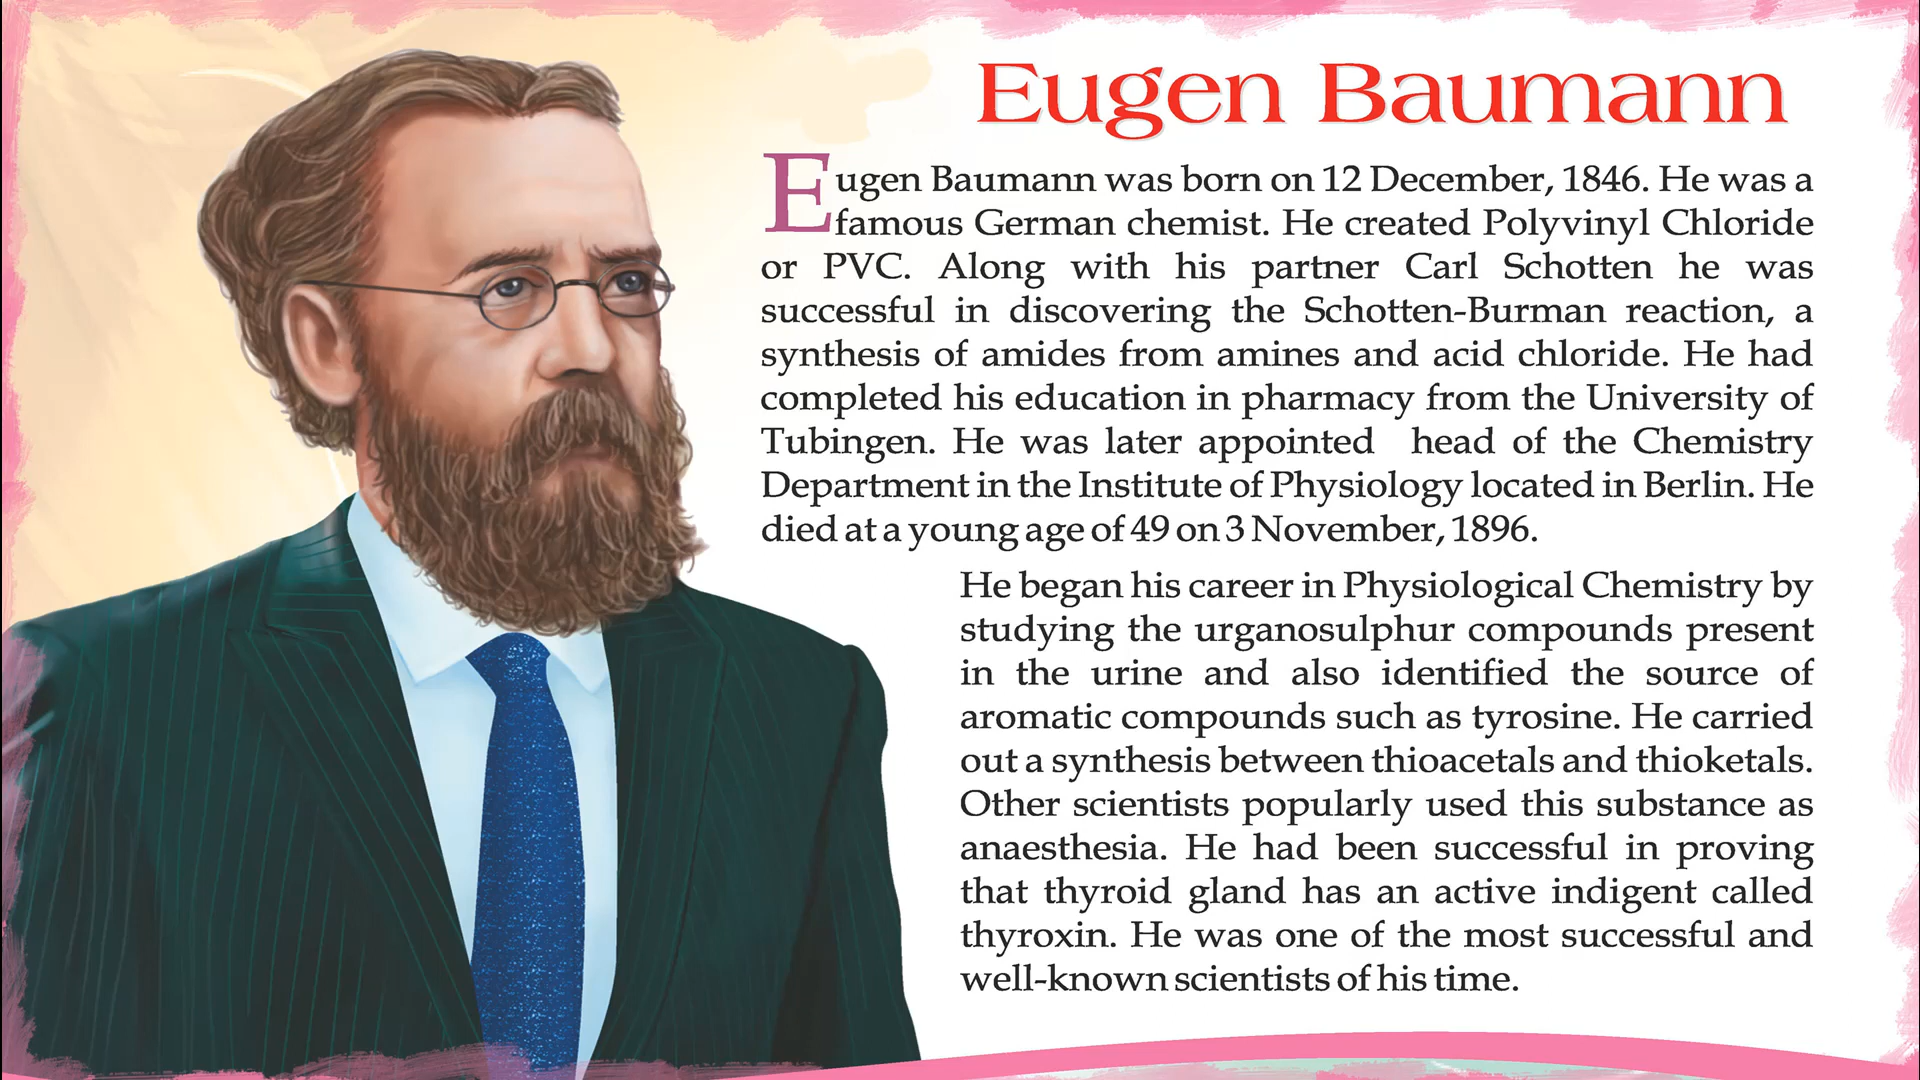 Eugen Baumann
Eugen Baumann was born on 12 December, 1846. He was a
famous German chemist. He created Polyvinyl Chloride
or PVC. Along with his partner Carl Schotten he was
successful in discovering the Schotten-Burman reaction, a
synthesis of amides from amines and acid chloride. He had
completed his education in pharmacy from the University of
Tubingen. He was later appointed head of the Chemistry
Department in the Institute of Physiology located in Berlin. He
died at a young age of 49 on 3 November, 1896.
He began his career in Physiological Chemistry by
studying the urganosulphur compounds present
in the urine and also identified the source of
aromatic compounds such as tyrosine. He carried
out a synthesis between thioacetals and thioketals.
Other scientists popularly used this substance as
anaesthesia. He had been successful in proving
that thyroid gland has an active indigent called
thyroxin. He was one of the most successful and
well-known scientists of his time.